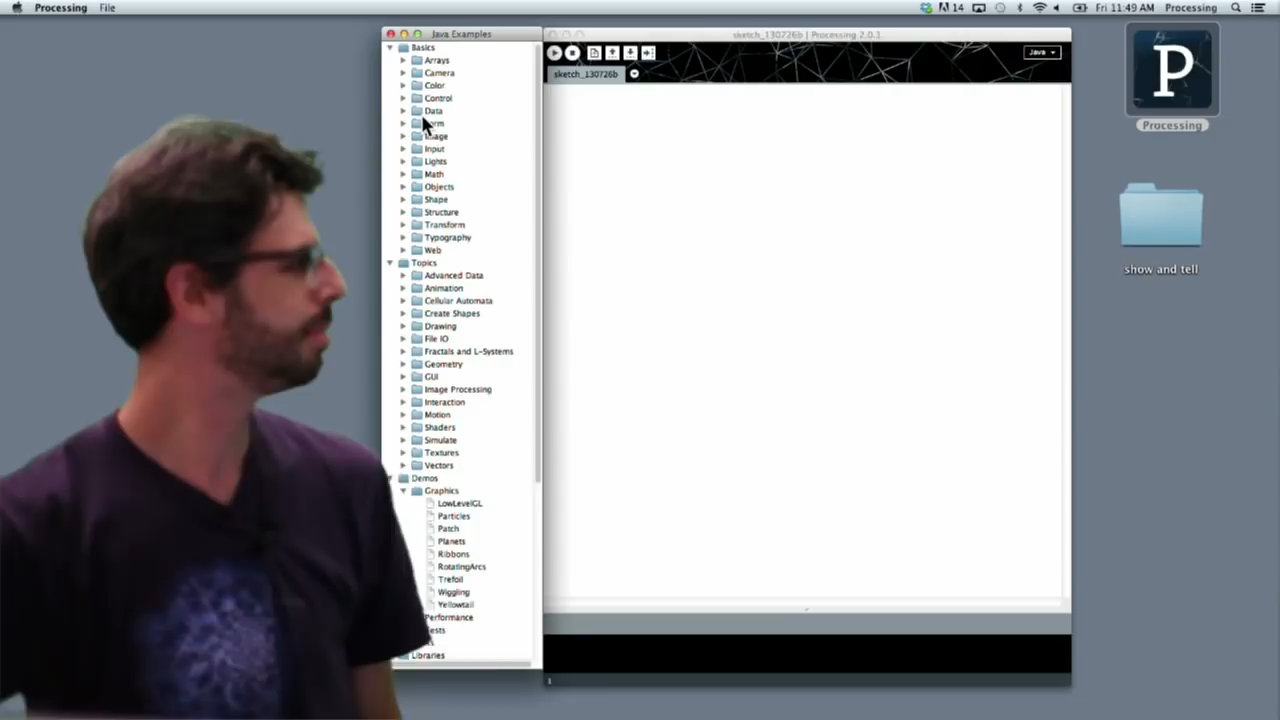 Processing File 14 Fri 11:49 AM Processing
Java Examples
Basics
Arrays
Camera
Color
Control
Data
Image
Input
Lights
Math
Objects
Shape
Structure
Transform
Typography
Web
Topics
Advanced Data
Animation
Cellular Automata
Create Shapes
Drawing
File IO
Fractals and L-Systems
Geometry
GUI
Image Processing
Interaction
Motion
Shaders
Simulate
Textures
Vectors
Demos
Graphics
LowLevelGL
Particles
Patch
Planets
Ribbons
RotatingArcs
Trefoil
Wiggling
Yellowtail
Performance
Libraries
sketch_130726b | Processing 2.0.1
Java
sketch_130726b
1
P
Processing
show and tell